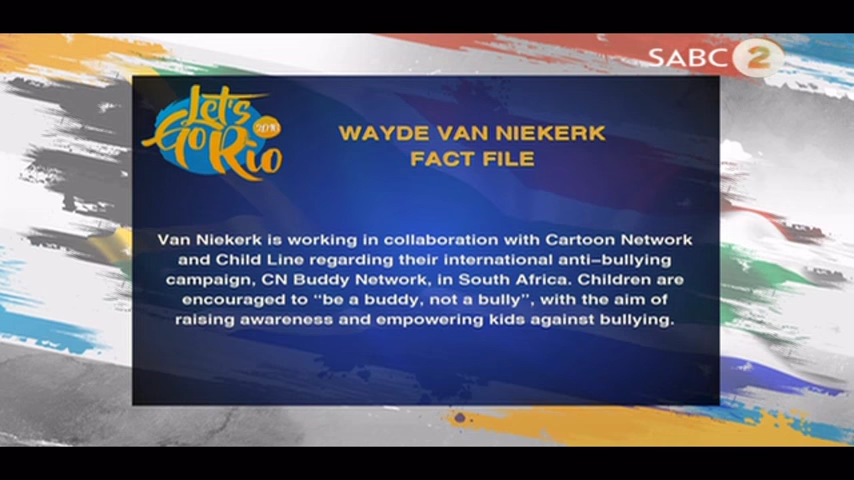 SABC 2
Let's
Go Rio
WAYDE VAN NIEKERK
FACT FILE
Van Niekerk is working in collaboration with Cartoon Network
and Child Line regarding their international anti–bullying
campaign, CN Buddy Network, in South Africa. Children are
encouraged to “be a buddy, not a bully”, with the aim of
raising awareness and empowering kids against bullying.